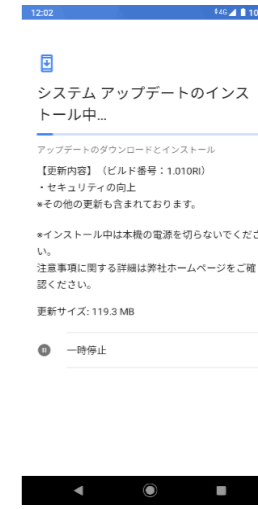 12:02
4G 10
システム アップデートのインス
トール中...
アップデートのダウンロードとインストール
【更新内容】（ビルド番号：1.010RI）
・セキュリティの向上
※その他の更新も含まれております。
※インストール中は本機の電源を切らないでくださ
い。
注意事項に関する詳細は弊社ホームページをご確
認ください。
更新サイズ: 119.3 MB
一時停止